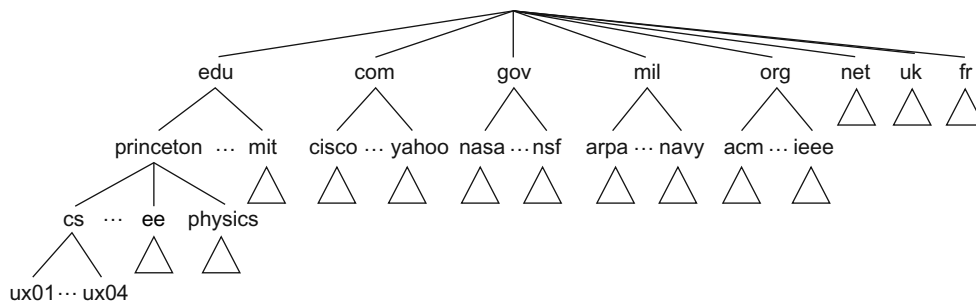 edu com gov mil org net uk fr
princeton ··· mit cisco ··· yahoo nasa ··· nsf arpa ··· navy acm ··· ieee
cs ··· ee physics
ux01 ··· ux04